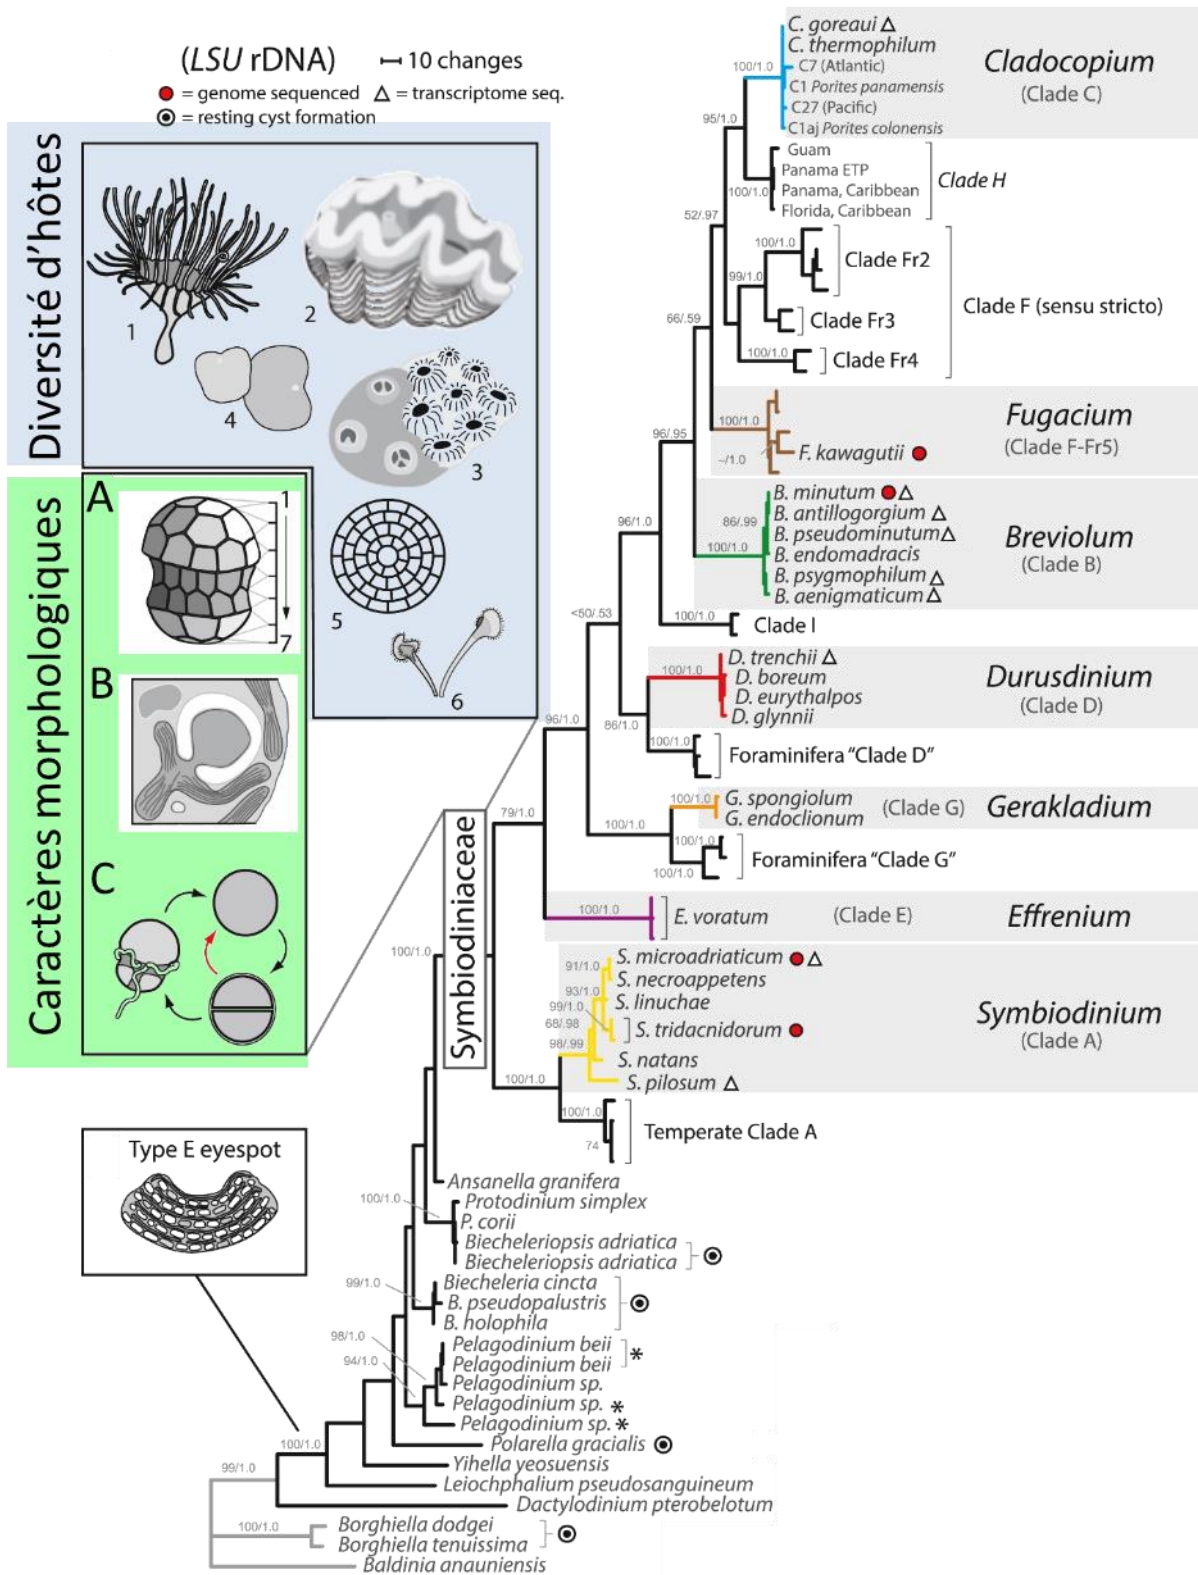 (LSU rDNA)
10 changes
= genome sequenced
= transcriptome seq.
= resting cyst formation
Diversité d'hôtes
1
2
3
4
5
6
Caractères morphologiques
A
1
7
B
C
Type E eyespot
Symbiodiniaceae
C. goreaui
C. thermophilum
C7 (Atlantic)
C1 Porites panamensis
C27 (Pacific)
C1aj Porites colonensis
Cladocopium
(Clade C)
100/1.0
95/1.0
Guam
Panama ETP
Panama, Caribbean
Florida, Caribbean
Clade H
100/1.0
52/.97
100/1.0
Clade Fr2
99/1.0
Clade Fr3
Clade F (sensu stricto)
66/.59
100/1.0
Clade Fr4
100/1.0
Fugacium
(Clade F-Fr5)
F. kawagutii
–/1.0
96/.95
B. minutum
B. antillogorgium
B. pseudominutum
B. endomadracis
B. psygmophilum
B. aenigmaticum
Breviolum
(Clade B)
86/.99
100/1.0
96/1.0
<50/.53
100/1.0
Clade I
D. trenchii
D. boreum
D. eurythalpos
D. glynnii
Durusdinium
(Clade D)
100/1.0
96/1.0
86/1.0
100/1.0
Foraminifera “Clade D”
G. spongiolum
G. endoclionum
(Clade G)
Gerakladium
100/1.0
79/1.0
100/1.0
100/1.0
100/1.0
Foraminifera “Clade G”
100/1.0
E. voratum
(Clade E)
Effrenium
100/1.0
S. microadriaticum
S. necroappetens
S. linuchae
S. tridacnidorum
S. natans
S. pilosum
Symbiodinium
(Clade A)
91/1.0
93/1.0
99/1.0
68/.98
98/.99
100/1.0
100/1.0
74
Temperate Clade A
Ansanella granifera
100/1.0
Protodinium simplex
P. corii
Biecheleriopsis adriatica
Biecheleriopsis adriatica
99/1.0
Biecheleria cincta
B. pseudopalustris
B. holophila
98/1.0
94/1.0
Pelagodinium beii
Pelagodinium beii
*
Pelagodinium sp.
Pelagodinium sp. *
Pelagodinium sp. *
Polarella gracialis
100/1.0
Yihella yeosuensis
99/1.0
Leiochphalium pseudosanguineum
Dactylodinium pterobelotum
100/1.0
Borghiella dodgei
Borghiella tenuissima
Baldinia anauniensis